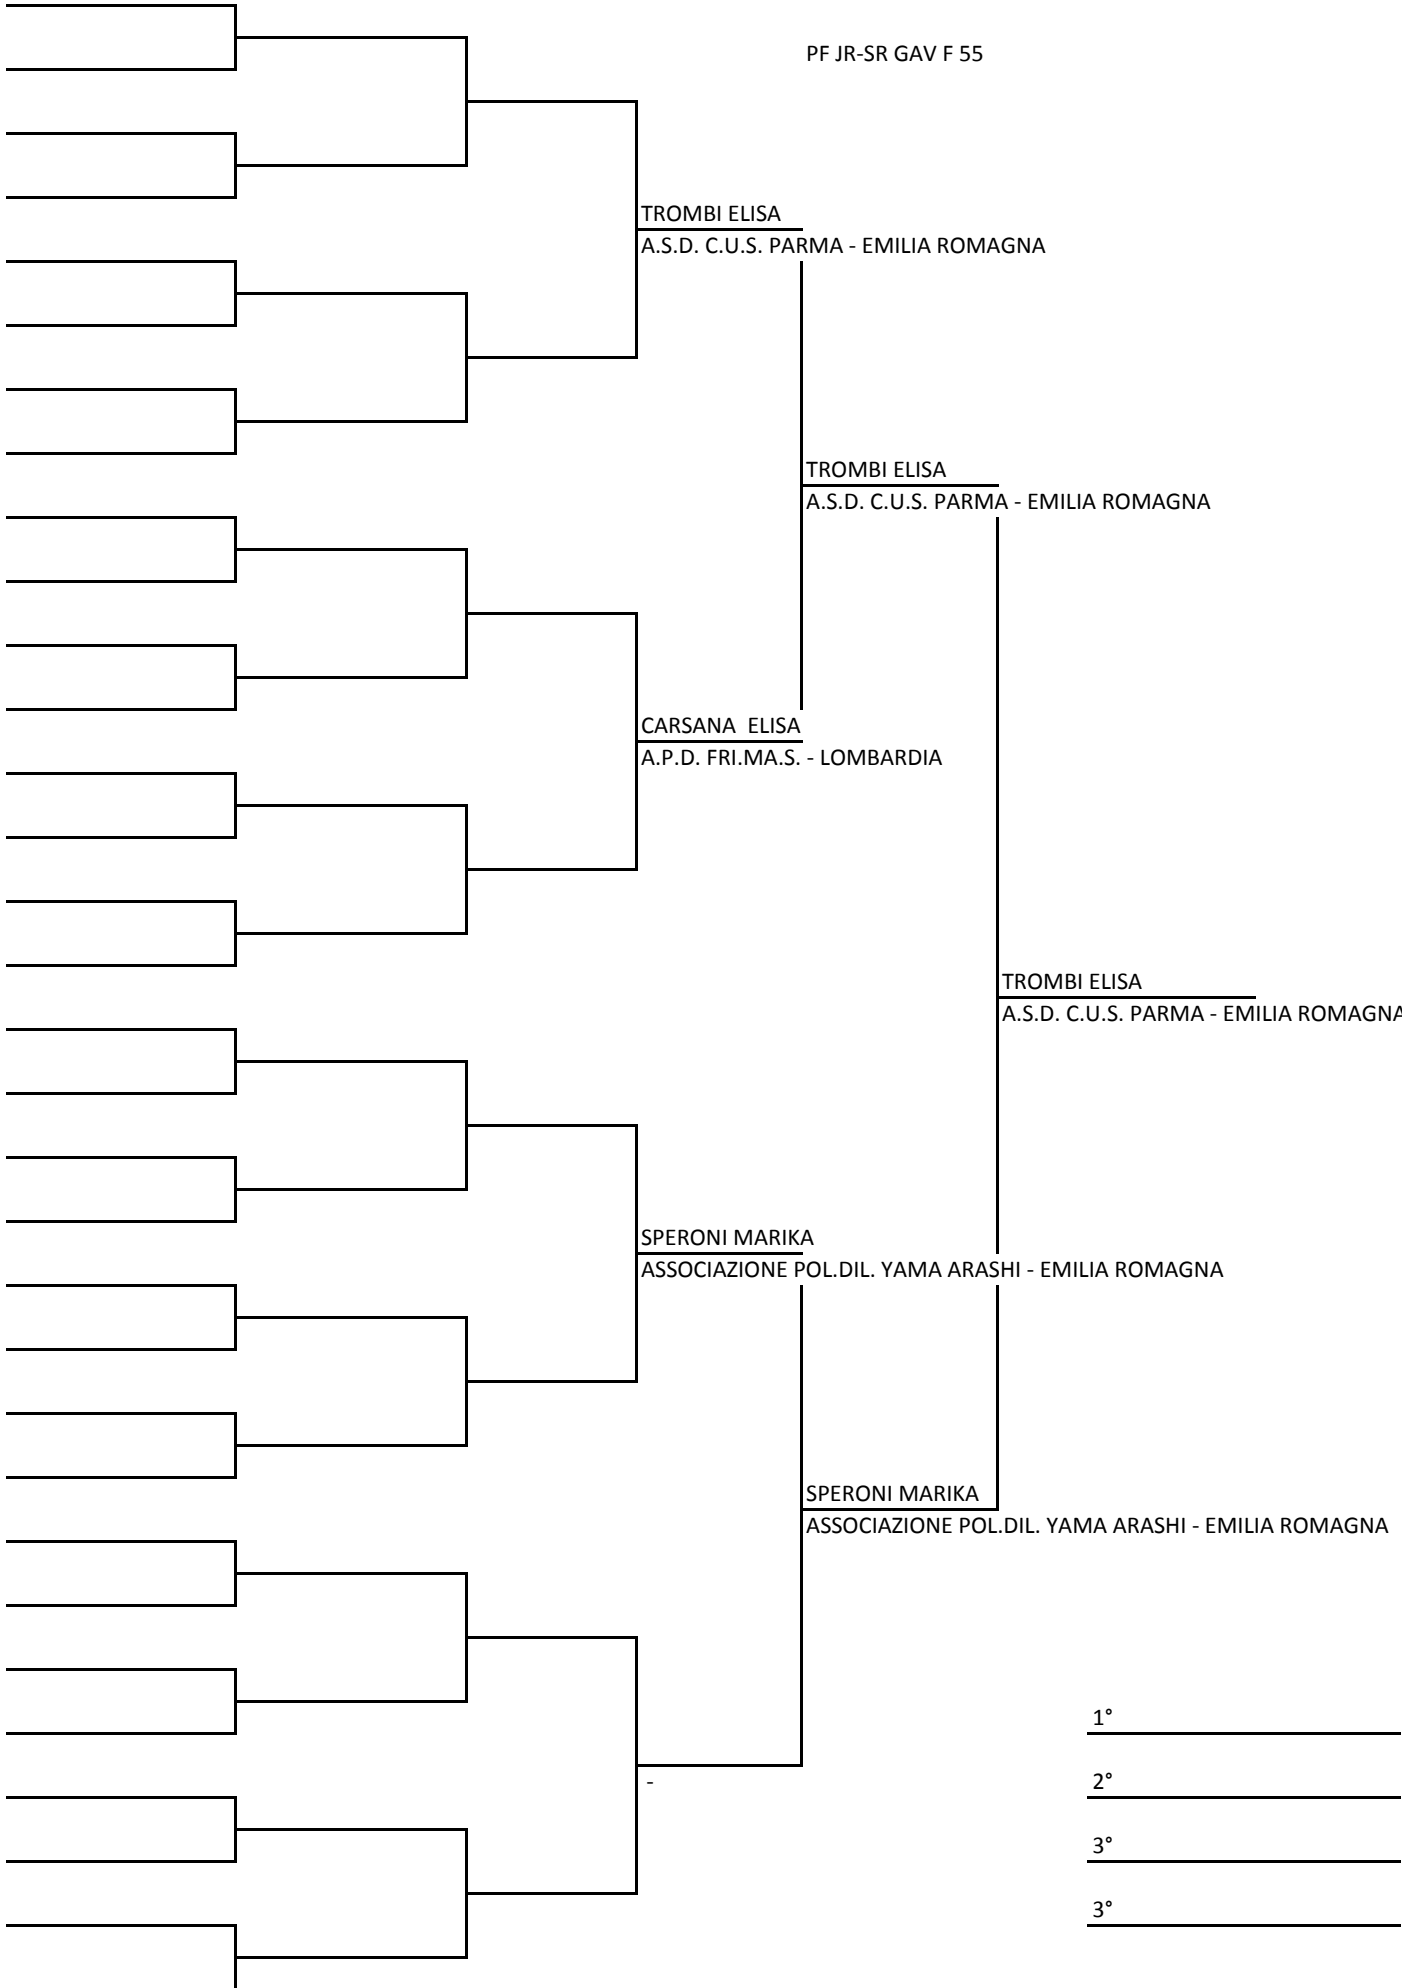 PF JR-SR GAV F 55
TROMBI ELISA
A.S.D. C.U.S. PARMA - EMILIA ROMAGNA
TROMBI ELISA
A.S.D. C.U.S. PARMA - EMILIA ROMAGNA
CARSANA  ELISA
A.P.D. FRI.MA.S. - LOMBARDIA
TROMBI ELISA
A.S.D. C.U.S. PARMA - EMILIA ROMAGNA
SPERONI MARIKA
ASSOCIAZIONE POL.DIL. YAMA ARASHI - EMILIA ROMAGNA
SPERONI MARIKA
ASSOCIAZIONE POL.DIL. YAMA ARASHI - EMILIA ROMAGNA
1°
-
2°
3°
3°